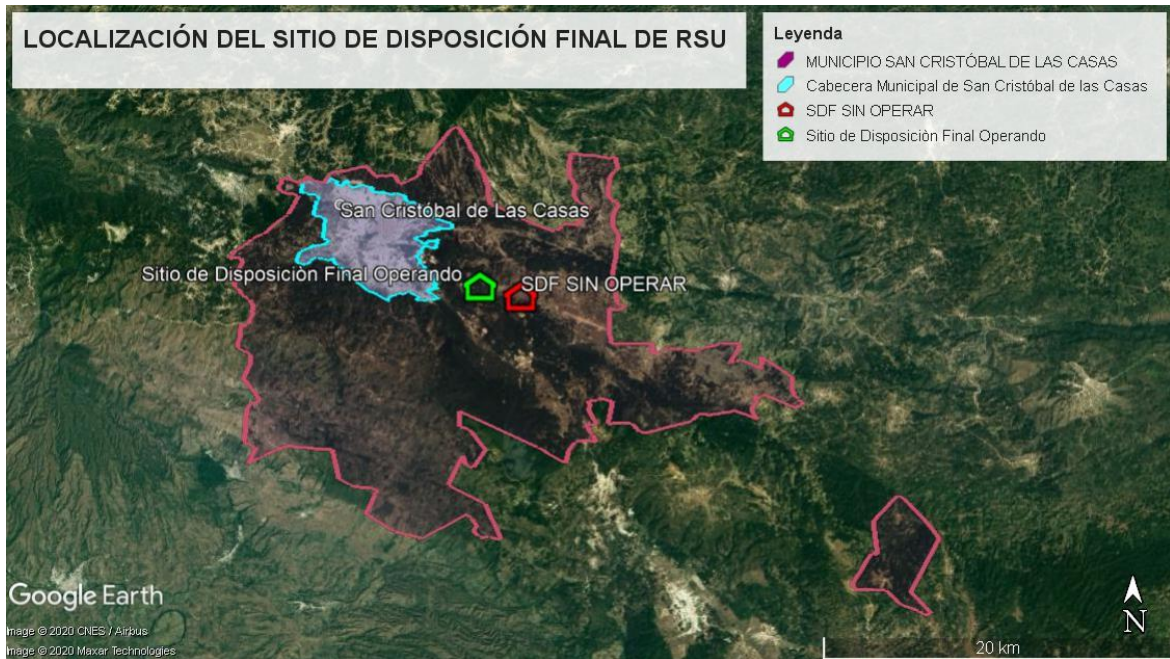 LOCALIZACIÓN DEL SITIO DE DISPOSICIÓN FINAL DE RSU
Leyenda
MUNICIPIO SAN CRISTÓBAL DE LAS CASAS
Cabecera Municipal de San Cristóbal de las Casas
SDF SIN OPERAR
Sitio de Disposiciòn Final Operando
San Cristóbal de Las Casas
Sitio de Disposiciòn Final Operando
SDF SIN OPERAR
Google Earth
Image © 2020 CNES / Airbus
Image © 2020 Maxar Technologies
N
20 km